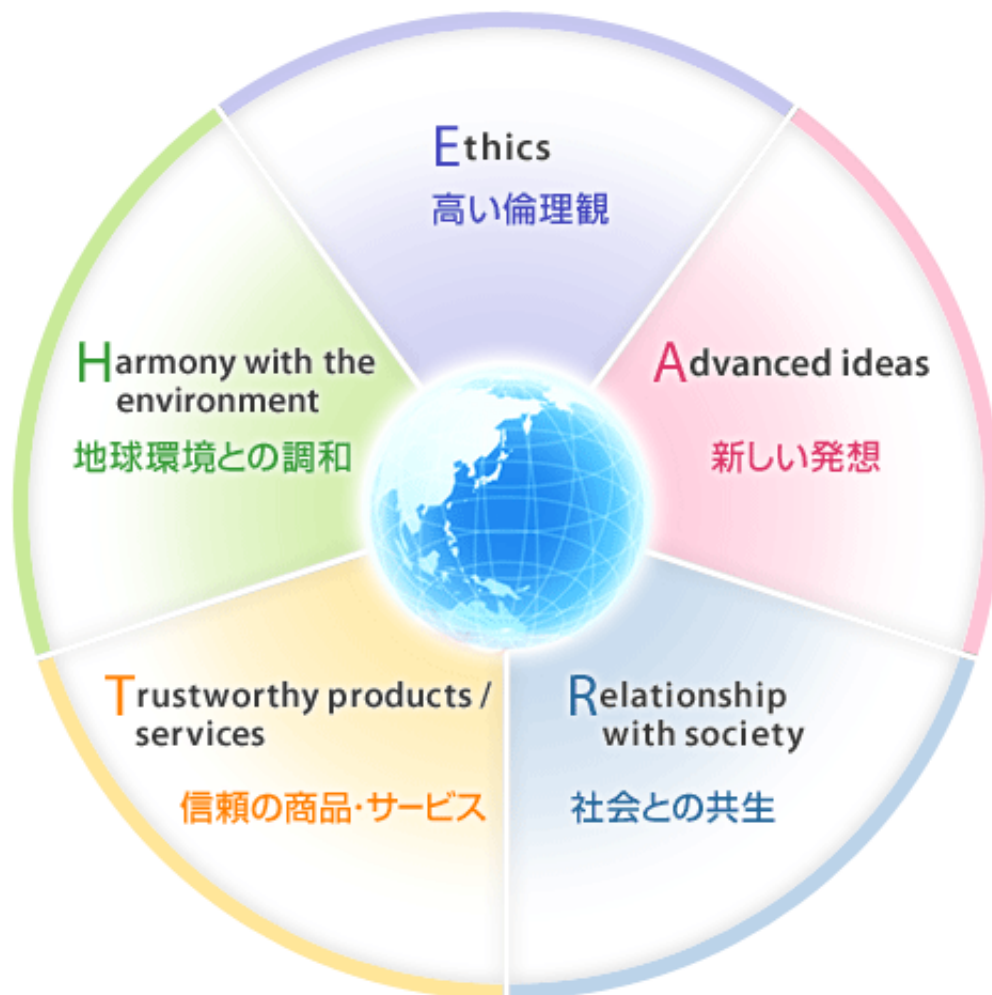 Ethics
高い倫理観
Advanced ideas
新しい発想
Relationship
with society
社会との共生
Trustworthy products /
services
信頼の商品・サービス
Harmony with the
environment
地球環境との調和